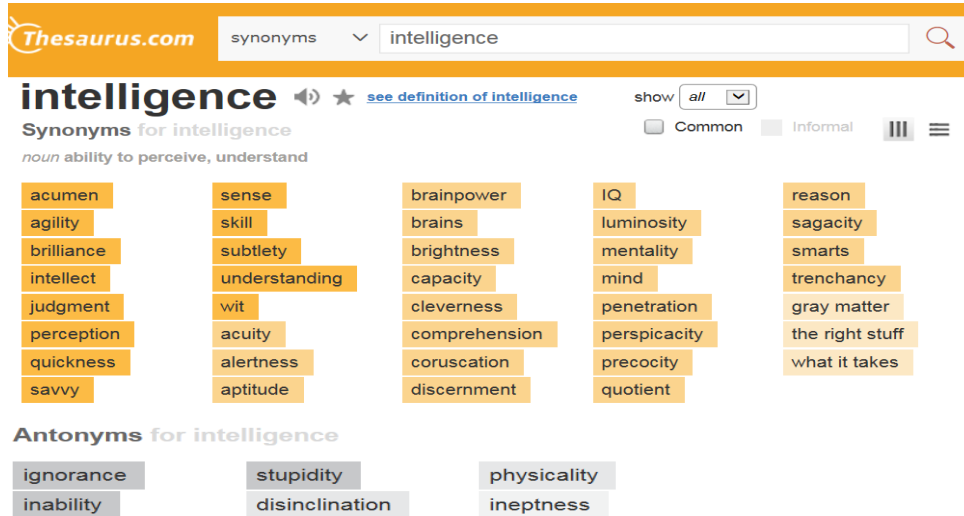 Thesaurus.com synonyms intelligence
intelligence see definition of intelligence show all
Synonyms for intelligence Common Informal
noun ability to perceive, understand
acumen sense brainpower IQ reason
agility skill brains luminosity sagacity
brilliance subtlety brightness mentality smarts
intellect understanding capacity mind trenchancy
judgment wit cleverness penetration gray matter
perception acuity comprehension perspicacity the right stuff
quickness alertness coruscation precocity what it takes
savvy aptitude discernment quotient
Antonyms for intelligence
ignorance stupidity physicality
inability disinclination ineptness